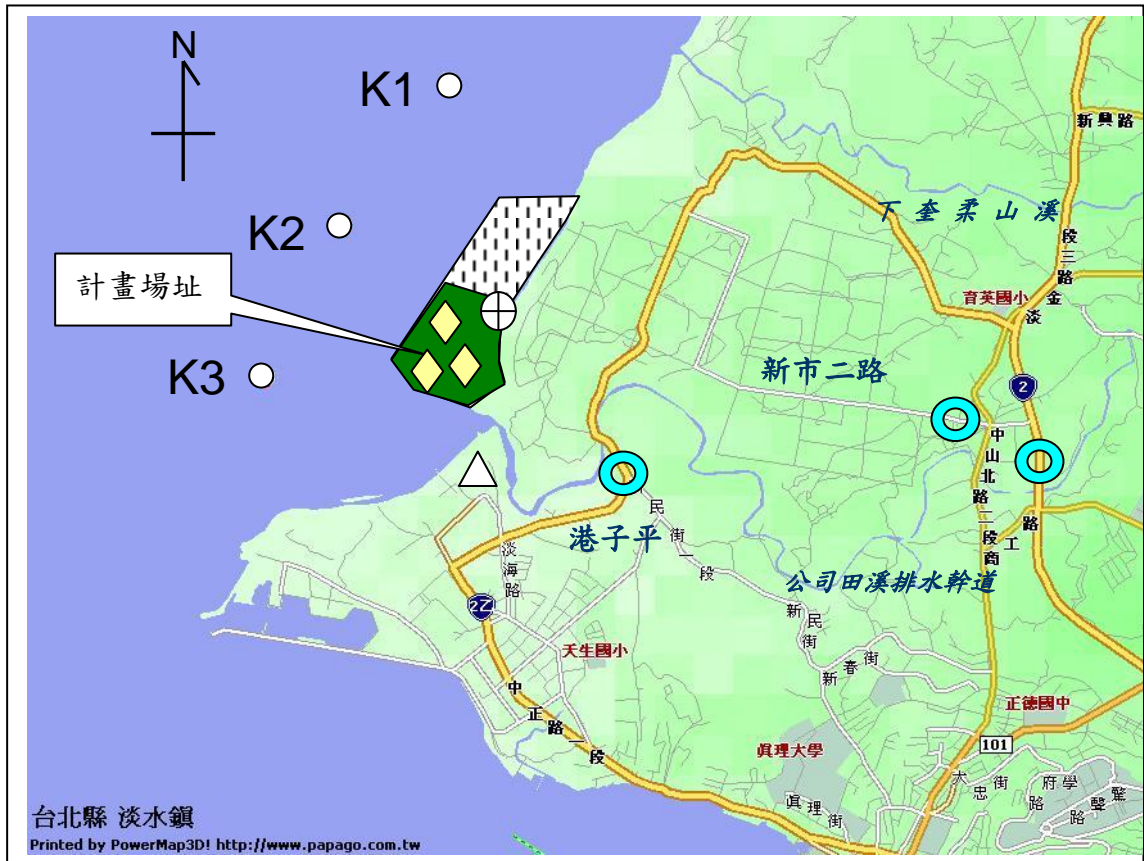 N
K1
新興路
下奎柔山溪
K2
淡金路三段
計畫場址
育英國小
K3
新市二路
2
中山北路二段
港子平
民街一段
淡海路
商工路
公司田溪排水幹道
2乙
新民街
天生國小
新春街
正德國中
中正路一段
真理大學
101
大忠街
府學路
真理街
台北縣 淡水鎮
Printed by PowerMap3D! http://www.papago.com.tw